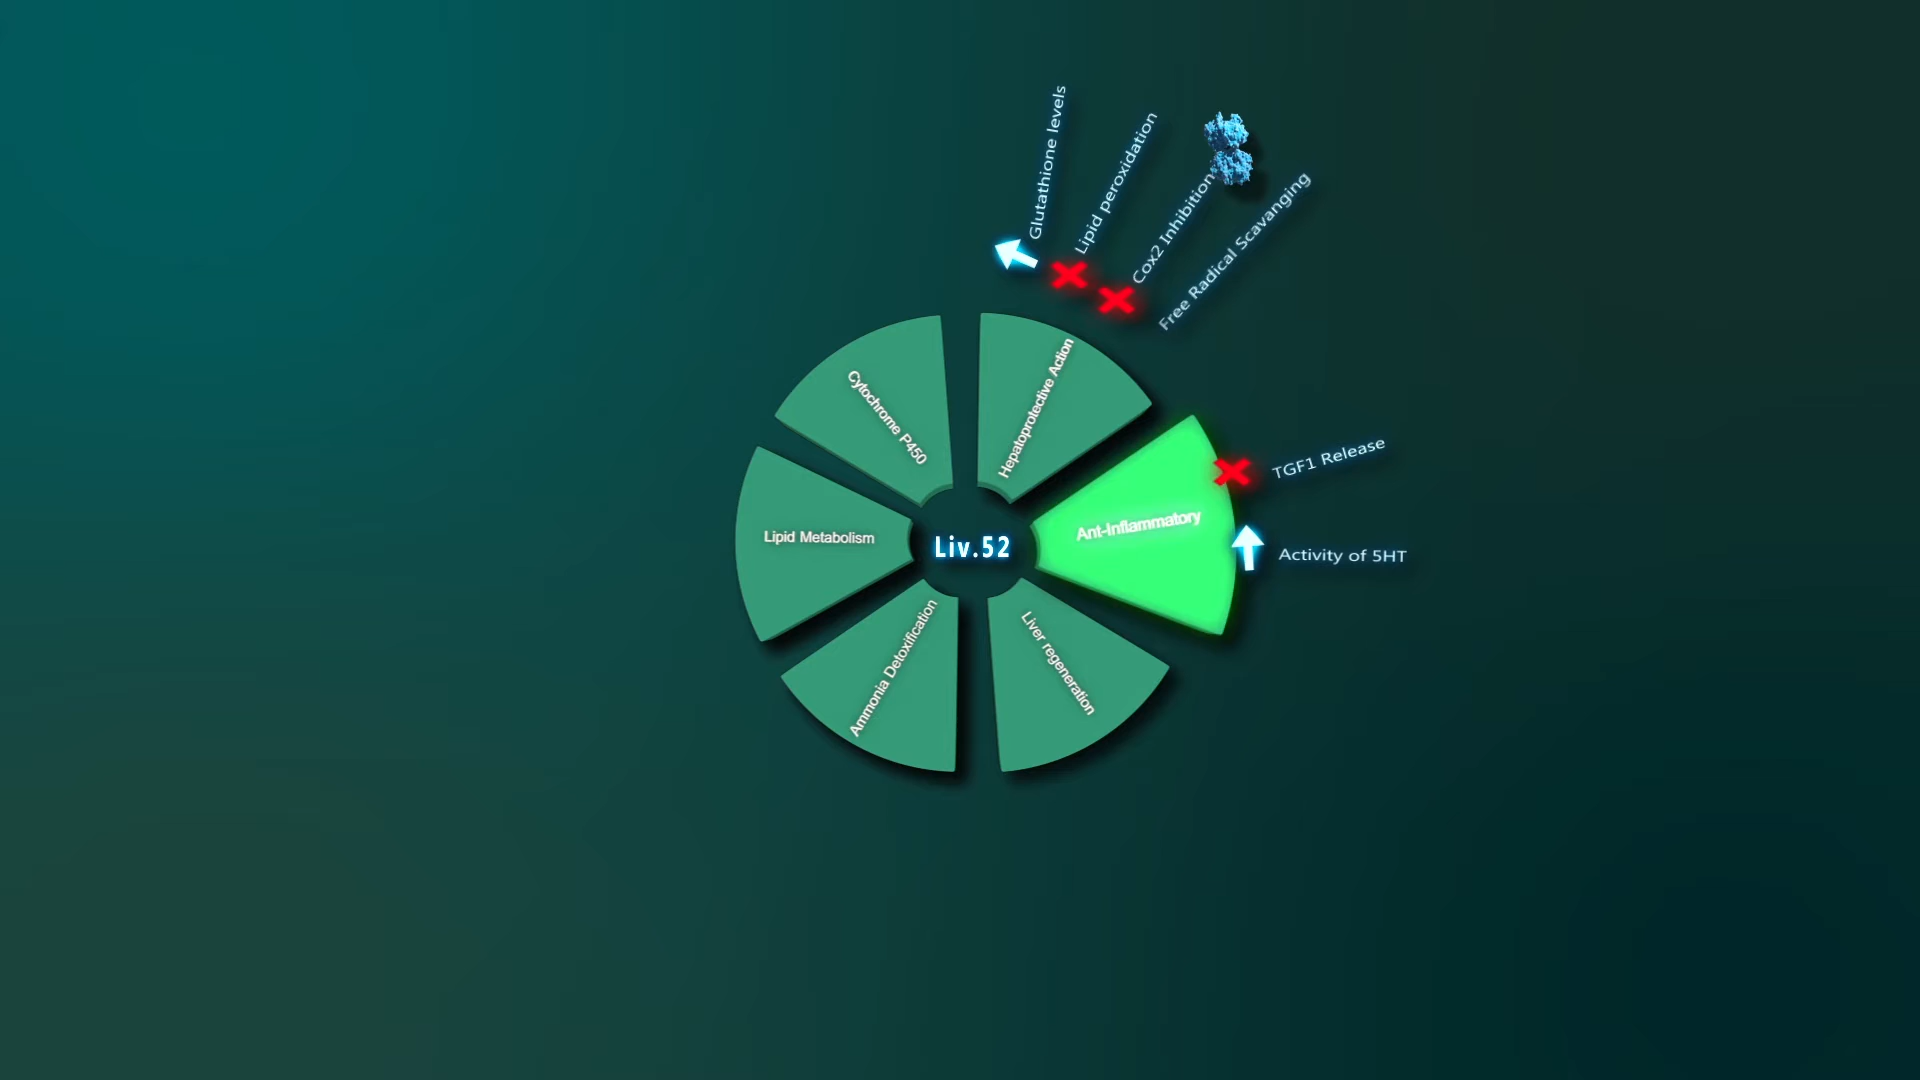 Glutathione levels
Lipid peroxidation
Cox2 Inhibition
Free Radical Scavanging
Cytochrome P450
Hepatoprotective Action
TGF1 Release
Ant-Inflammatory
Lipid Metabolism
Liv.52
Activity of 5HT
Ammonia Detoxification
Liver regeneration